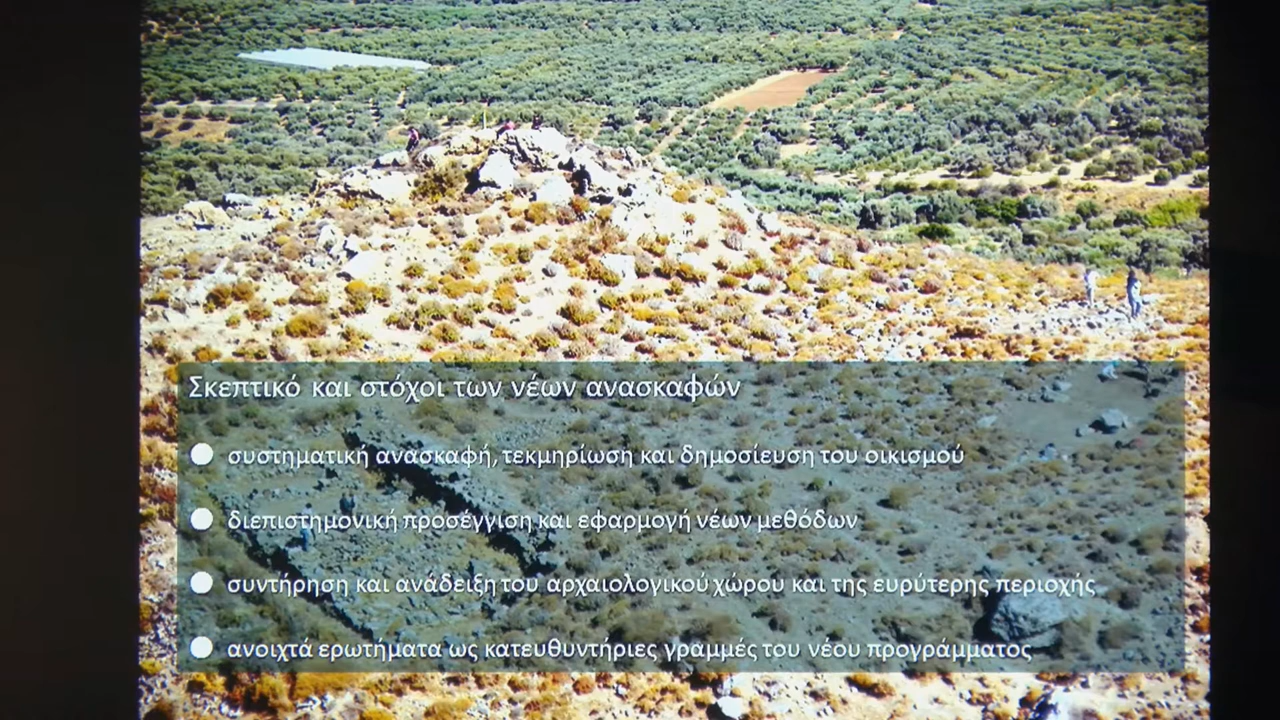 Σκεπτικό και στόχοι των νέων ανασκαφών
συστηματική ανασκαφή, τεκμηρίωση και δημοσίευση του οικισμού
διεπιστημονική προσέγγιση και εφαρμογή νέων μεθόδων
συντήρηση και ανάδειξη του αρχαιολογικού χώρου και της ευρύτερης περιοχής
ανοιχτά ερωτήματα ως κατευθυντήριες γραμμές του νέου προγράμματος